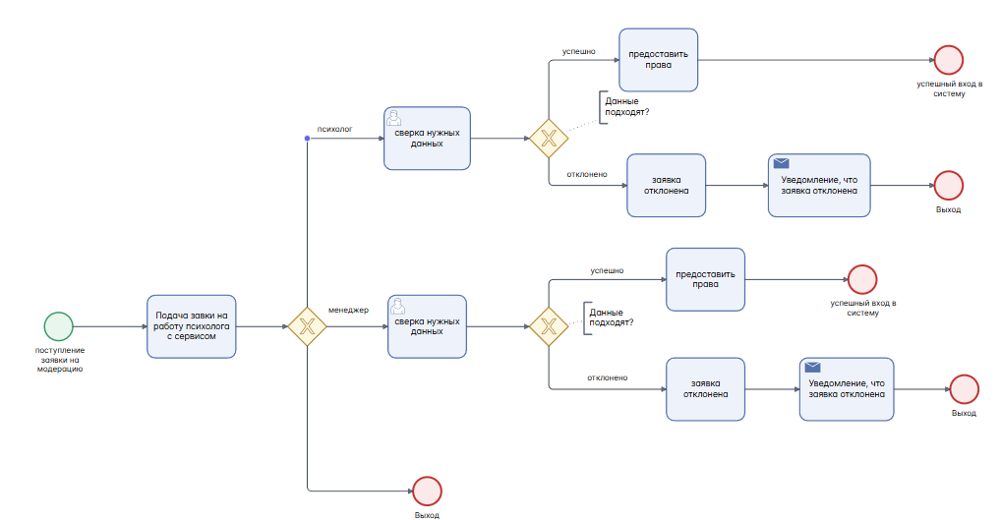 успешно
предоставить
права
успешный вход в
систему
Данные
подходят?
психолог
сверка нужных
данных
отклонено
заявка
отклонена
Уведомление, что
заявка отклонена
Выход
успешно
предоставить
права
успешный вход в
систему
менеджер
сверка нужных
данных
Данные
подходят?
Подача завки на
работу психолога
с сервисом
поступление
заявки на
модерацию
отклонено
заявка
отклонена
Уведомление, что
заявка отклонена
Выход
Выход